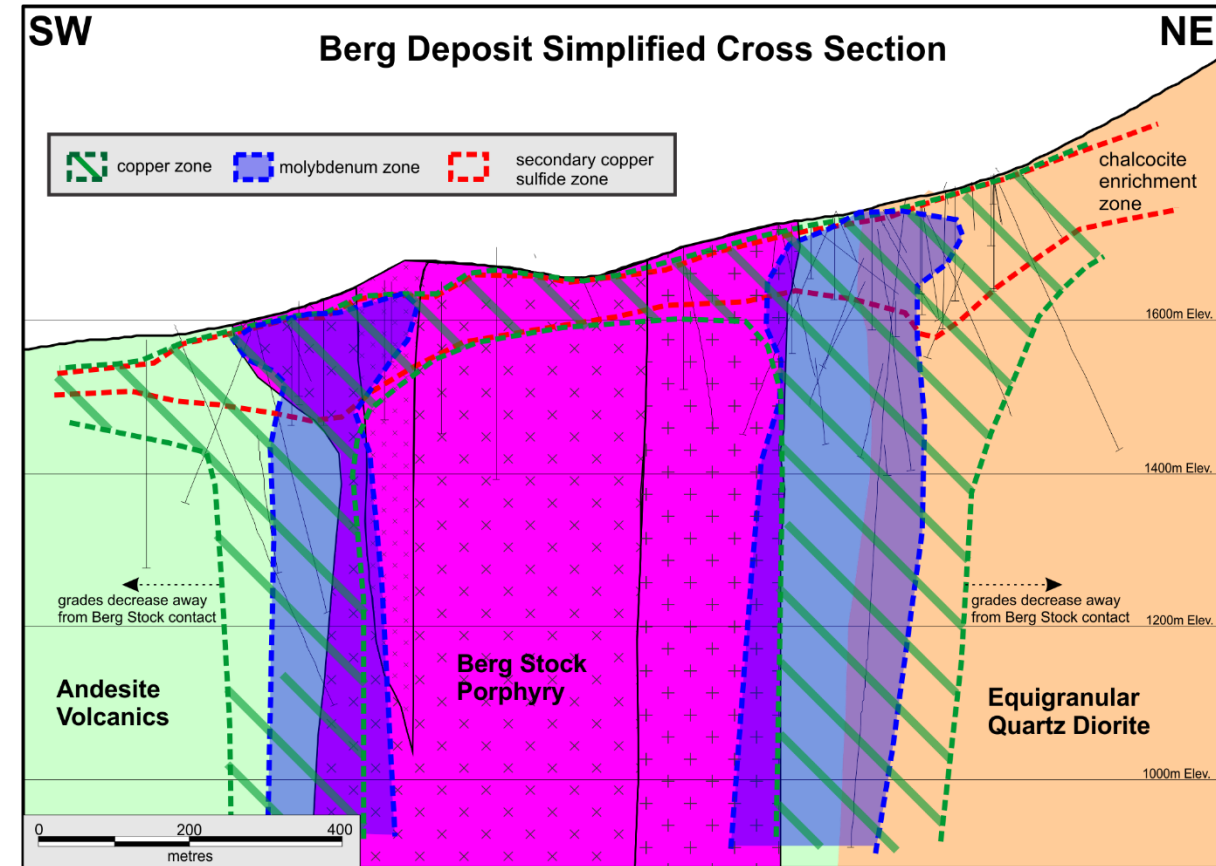 SW
NE
Berg Deposit Simplified Cross Section
copper zone
molybdenum zone
secondary copper
sulfide zone
chalcocite
enrichment
zone
1600m Elev.
1400m Elev.
grades decrease away
from Berg Stock contact
grades decrease away
from Berg Stock contact
1200m Elev.
Andesite
Volcanics
Berg Stock
Porphyry
Equigranular
Quartz Diorite
1000m Elev.
0 200 400
metres